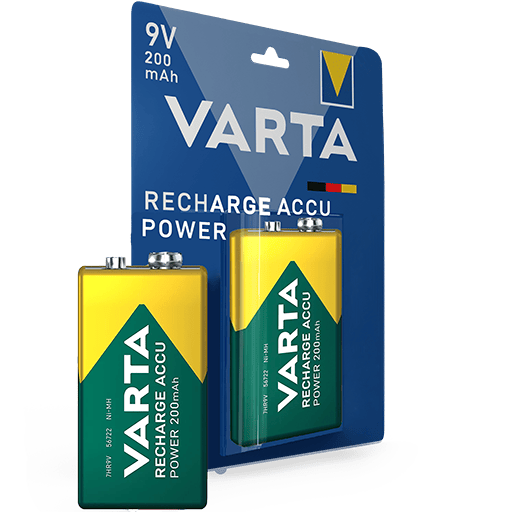 9V
200
mAh
VARTA
RECHARGE ACCU
POWER
VARTA
RECHARGE ACCU
POWER 200mAh
7HR9V 56722 Ni-MH
VARTA
RECHARGE ACCU
POWER 200mAh
7HR9V 56722 Ni-MH